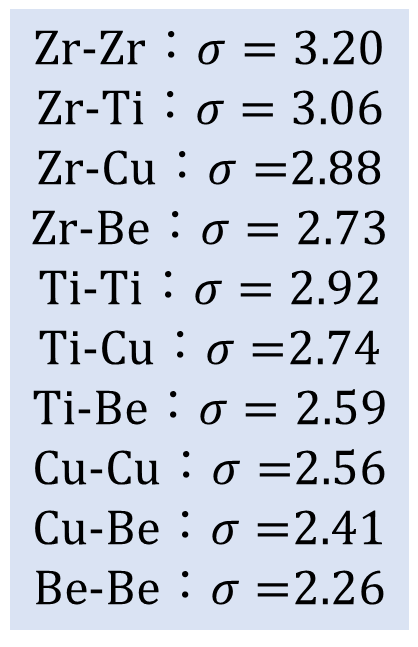 Zr-Zr : σ = 3.20
Zr-Ti : σ = 3.06
Zr-Cu : σ =2.88
Zr-Be : σ = 2.73
Ti-Ti : σ = 2.92
Ti-Cu : σ =2.74
Ti-Be : σ = 2.59
Cu-Cu : σ =2.56
Cu-Be : σ =2.41
Be-Be : σ =2.26